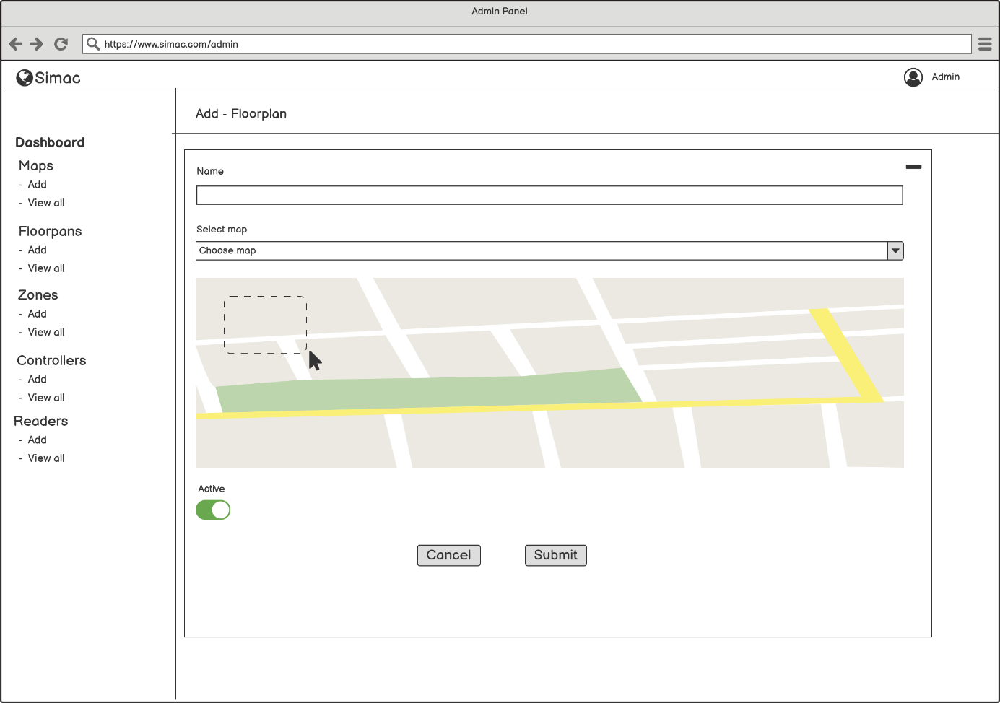 Admin Panel
https://www.simac.com/admin
Simac
Admin
Add - Floorplan
Dashboard
Maps
- Add
- View all
Floorpans
- Add
- View all
Zones
- Add
- View all
Controllers
- Add
- View all
Readers
- Add
- View all
Name
Select map
Choose map
Active
Cancel
Submit